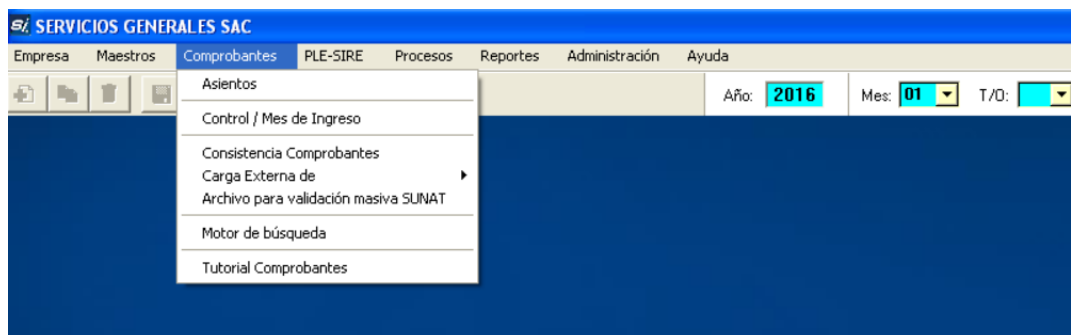 Si/ SERVICIOS GENERALES SAC
Empresa Maestros Comprobantes PLE-SIRE Procesos Reportes Administración Ayuda
Año: 2016 Mes: 01 T/O:
Asientos
Control / Mes de Ingreso
Consistencia Comprobantes
Carga Externa de
Archivo para validación masiva SUNAT
Motor de búsqueda
Tutorial Comprobantes